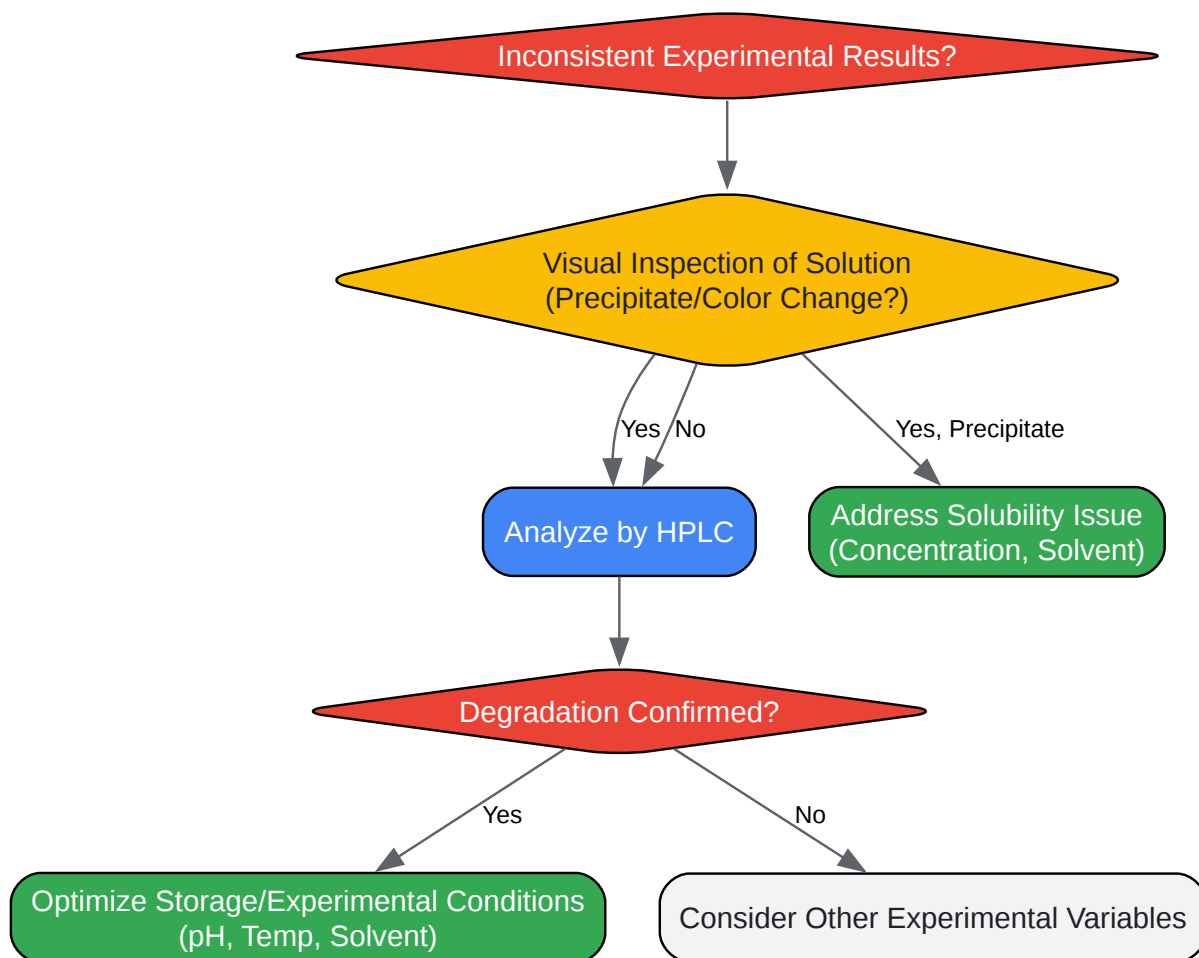 Inconsistent Experimental Results?
Visual Inspection of Solution
(Precipitate/Color Change?)
Yes
No
Yes, Precipitate
Analyze by HPLC
Address Solubility Issue
(Concentration, Solvent)
Degradation Confirmed?
Yes
No
Optimize Storage/Experimental Conditions
(pH, Temp, Solvent)
Consider Other Experimental Variables